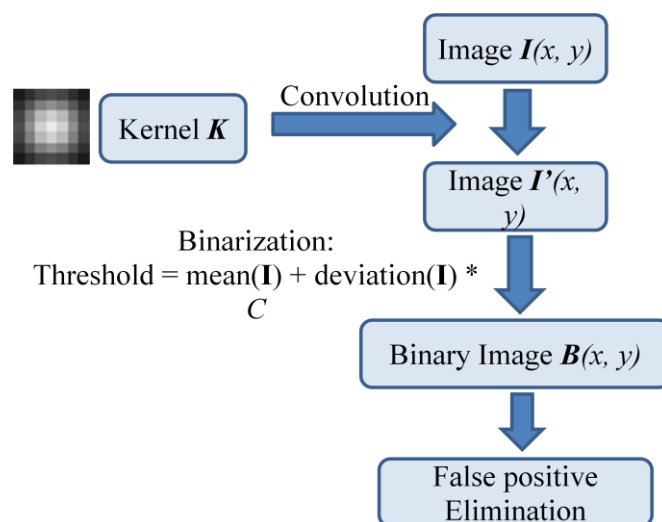 Image I(x, y)
Convolution
Kernel K
Image I’(x,
y)
Binarization:
Threshold = mean(I) + deviation(I) *
C
Binary Image B(x, y)
False positive
Elimination